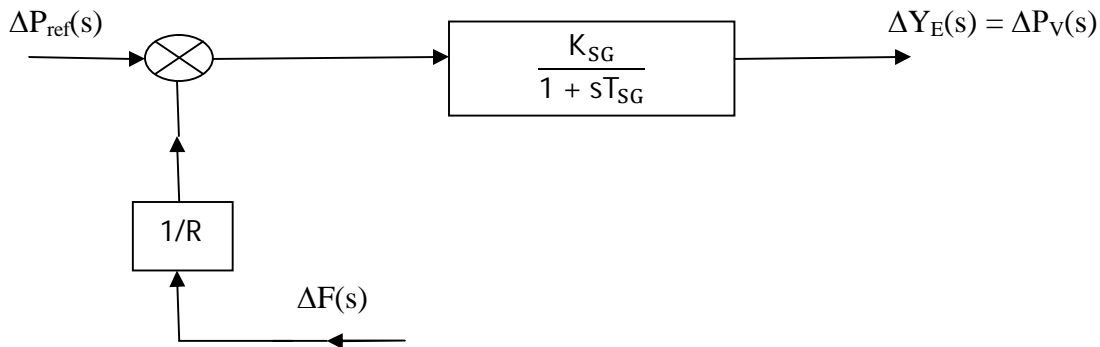 ΔP_ref(s)
ΔY_E(s) = ΔP_V(s)
K_SG
1 + sT_SG
1/R
ΔF(s)